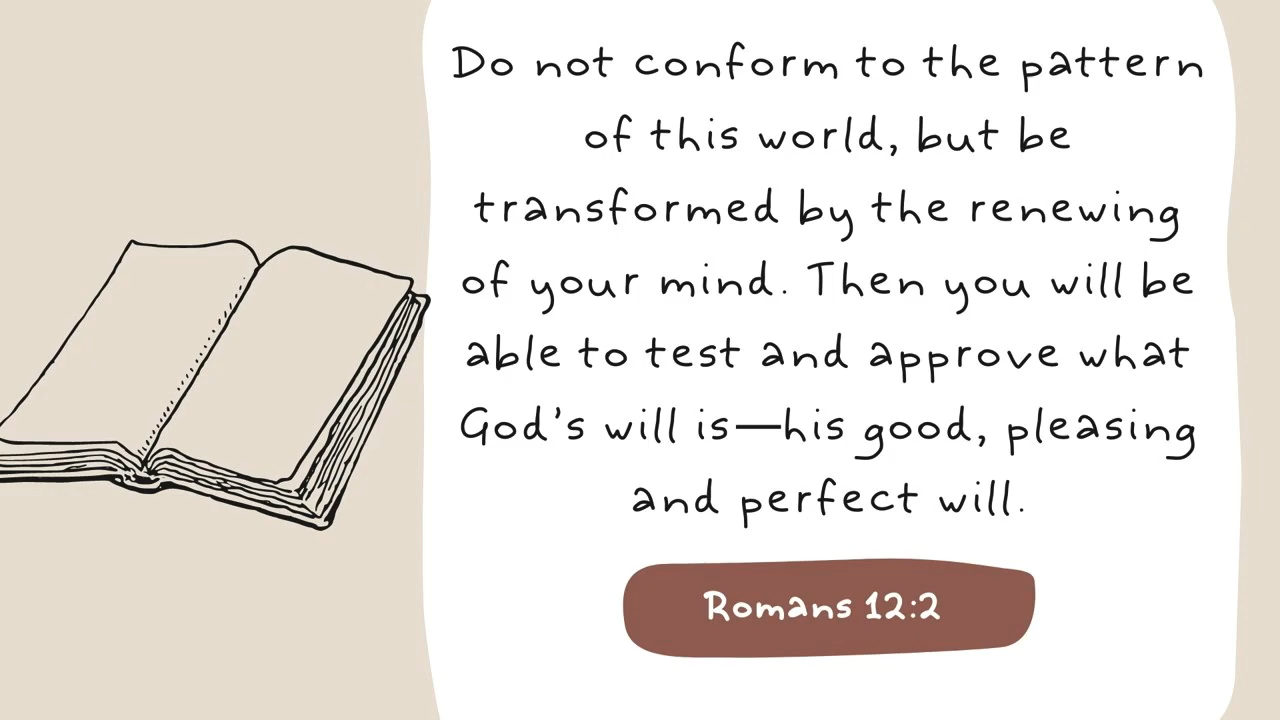 Do not conform to the pattern
of this world, but be
transformed by the renewing
of your mind. Then you will be
able to test and approve what
God's will is—his good, pleasing
and perfect will.
Romans 12:2